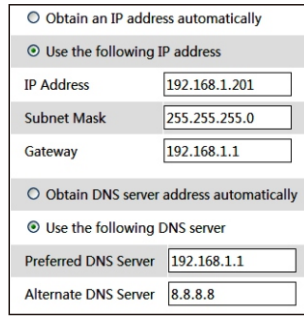 Obtain an IP address automatically
Use the following IP address
IP Address 192.168.1.201
Subnet Mask 255.255.255.0
Gateway 192.168.1.1
Obtain DNS server address automatically
Use the following DNS server
Preferred DNS Server 192.168.1.1
Alternate DNS Server 8.8.8.8